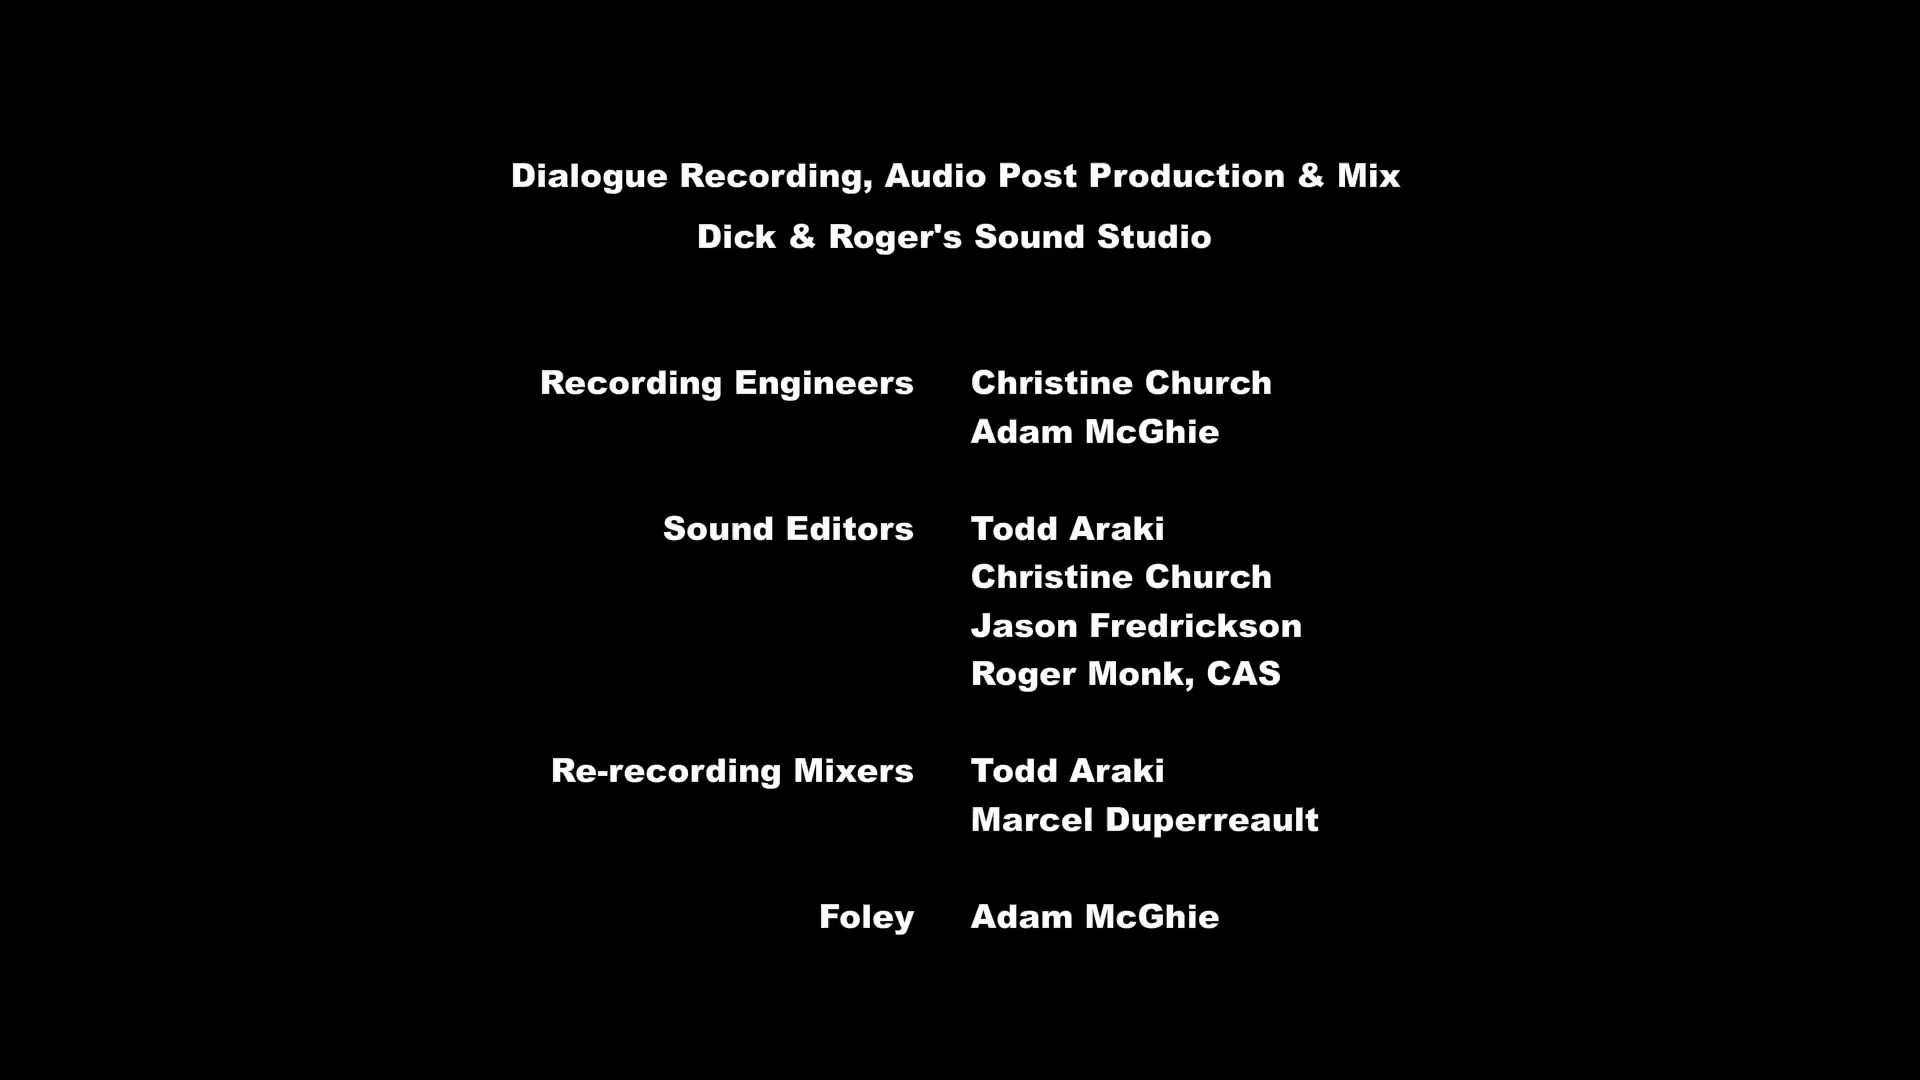 Dialogue Recording, Audio Post Production & Mix
Dick & Roger's Sound Studio
Recording Engineers Christine Church
Adam McGhie
Sound Editors Todd Araki
Christine Church
Jason Fredrickson
Roger Monk, CAS
Re-recording Mixers Todd Araki
Marcel Duperreault
Foley Adam McGhie